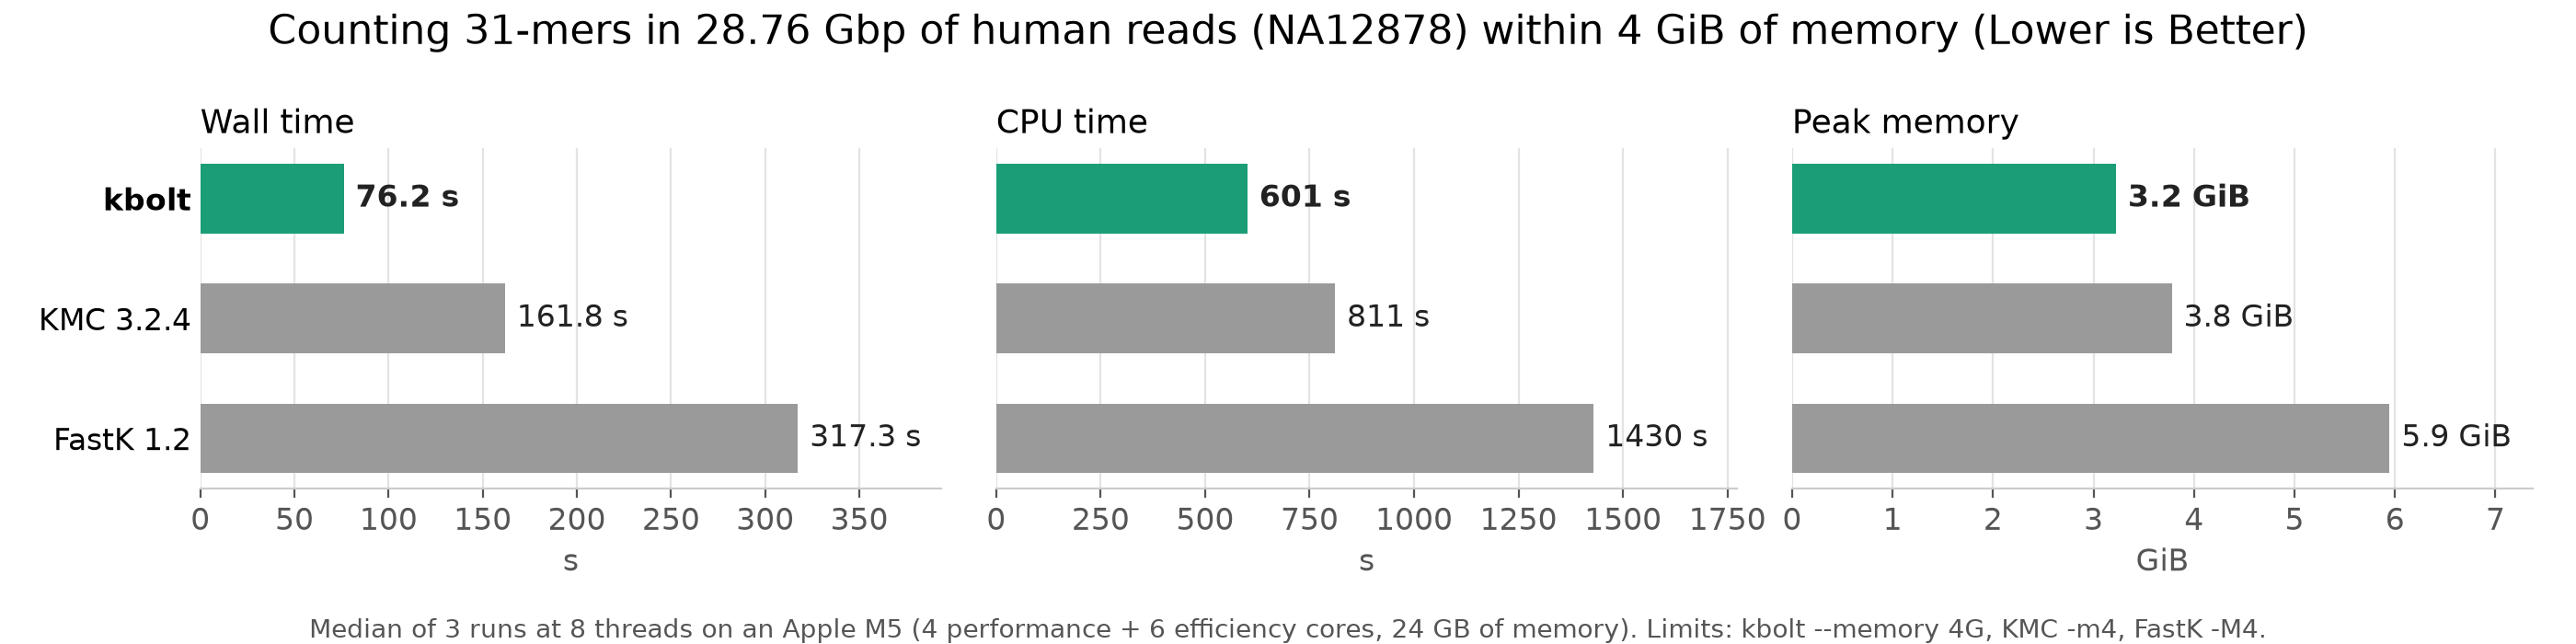 Counting 31-mers in 28.76 Gbp of human reads (NA12878) within 4 GiB of memory (Lower is Better)
Wall time
kbolt
76.2 s
KMC 3.2.4
161.8 s
FastK 1.2
317.3 s
0 50 100 150 200 250 300 350
s
CPU time
601 s
811 s
1430 s
0 250 500 750 1000 1250 1500 1750
s
Peak memory
3.2 GiB
3.8 GiB
5.9 GiB
0 1 2 3 4 5 6 7
GiB
Median of 3 runs at 8 threads on an Apple M5 (4 performance + 6 efficiency cores, 24 GB of memory). Limits: kbolt --memory 4G, KMC -m4, FastK -M4.